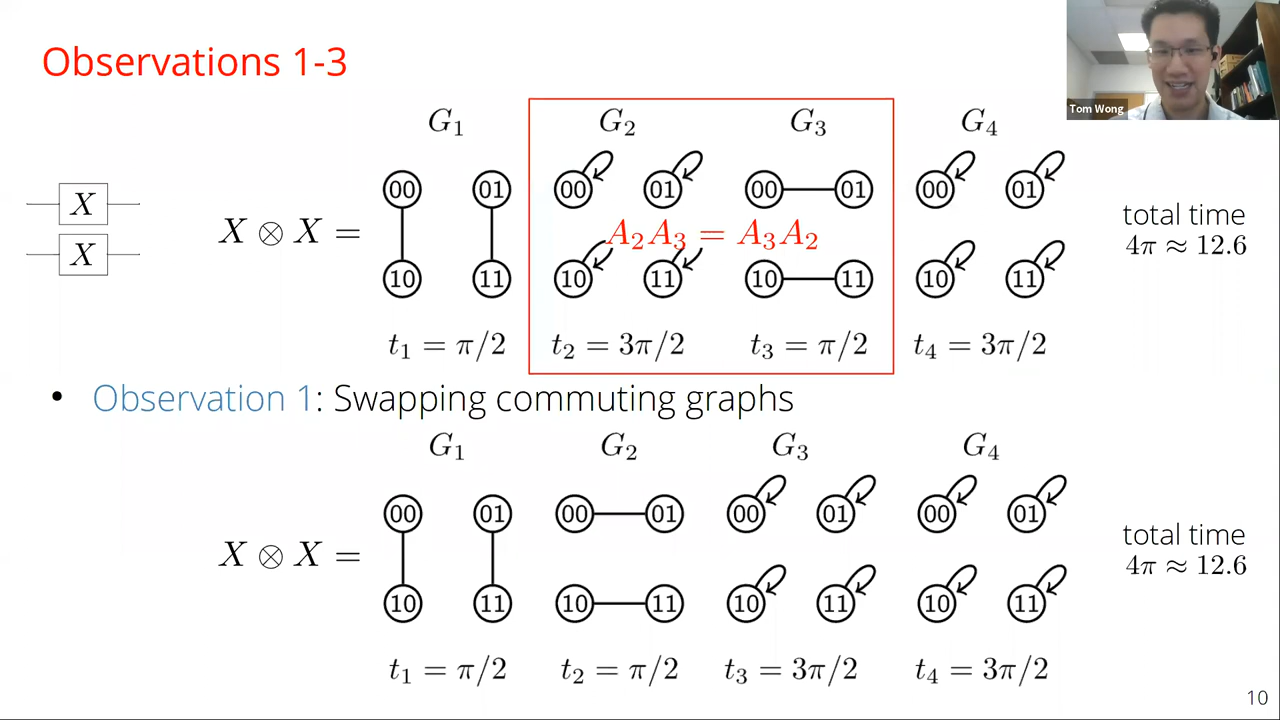 Observations 1-3
Tom Wong
G₁ G₂ G₃ G₄
X
X
X ⊗ X =
00 01 00 01 00 01 00 01
A₂A₃ = A₃A₂
10 11 10 11 10 11 10 11
t₁ = π/2 t₂ = 3π/2 t₃ = π/2 t₄ = 3π/2
total time
4π ≈ 12.6
• Observation 1: Swapping commuting graphs
G₁ G₂ G₃ G₄
X ⊗ X =
00 01 00 01 00 01 00 01
10 11 10 11 10 11 10 11
t₁ = π/2 t₂ = π/2 t₃ = 3π/2 t₄ = 3π/2
total time
4π ≈ 12.6
10